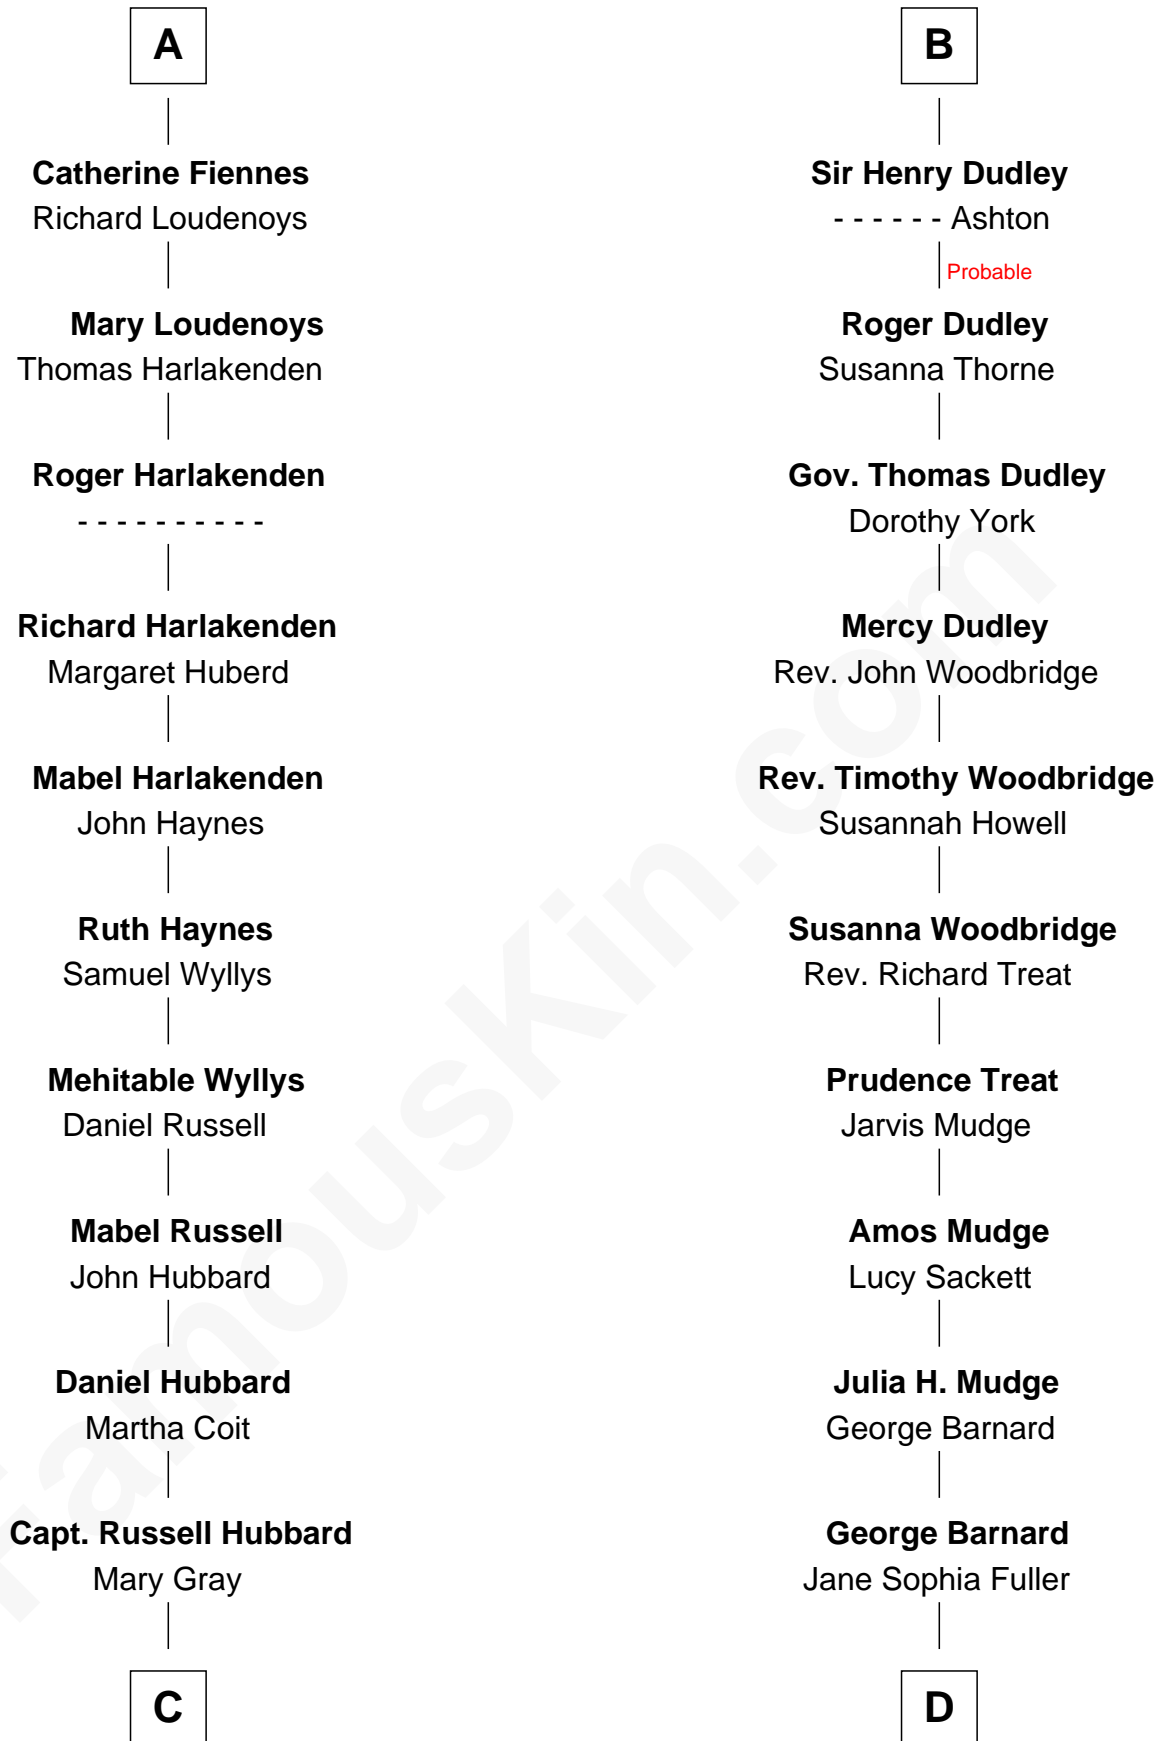 A
Catherine Fiennes
Richard Loudenoys
Mary Loudenoys
Thomas Harlakenden
Roger Harlakenden
- - - - - - - - - -
Richard Harlakenden
Margaret Huberd
Mabel Harlakenden
John Haynes
Ruth Haynes
Samuel Wyllys
Mehitable Wyllys
Daniel Russell
Mabel Russell
John Hubbard
Daniel Hubbard
Martha Coit
Capt. Russell Hubbard
Mary Gray
C
B
Sir Henry Dudley
- - - - - - Ashton
Probable
Roger Dudley
Susanna Thorne
Gov. Thomas Dudley
Dorothy York
Mercy Dudley
Rev. John Woodbridge
Rev. Timothy Woodbridge
Susannah Howell
Susanna Woodbridge
Rev. Richard Treat
Prudence Treat
Jarvis Mudge
Amos Mudge
Lucy Sackett
Julia H. Mudge
George Barnard
George Barnard
Jane Sophia Fuller
D
FamousKin.com